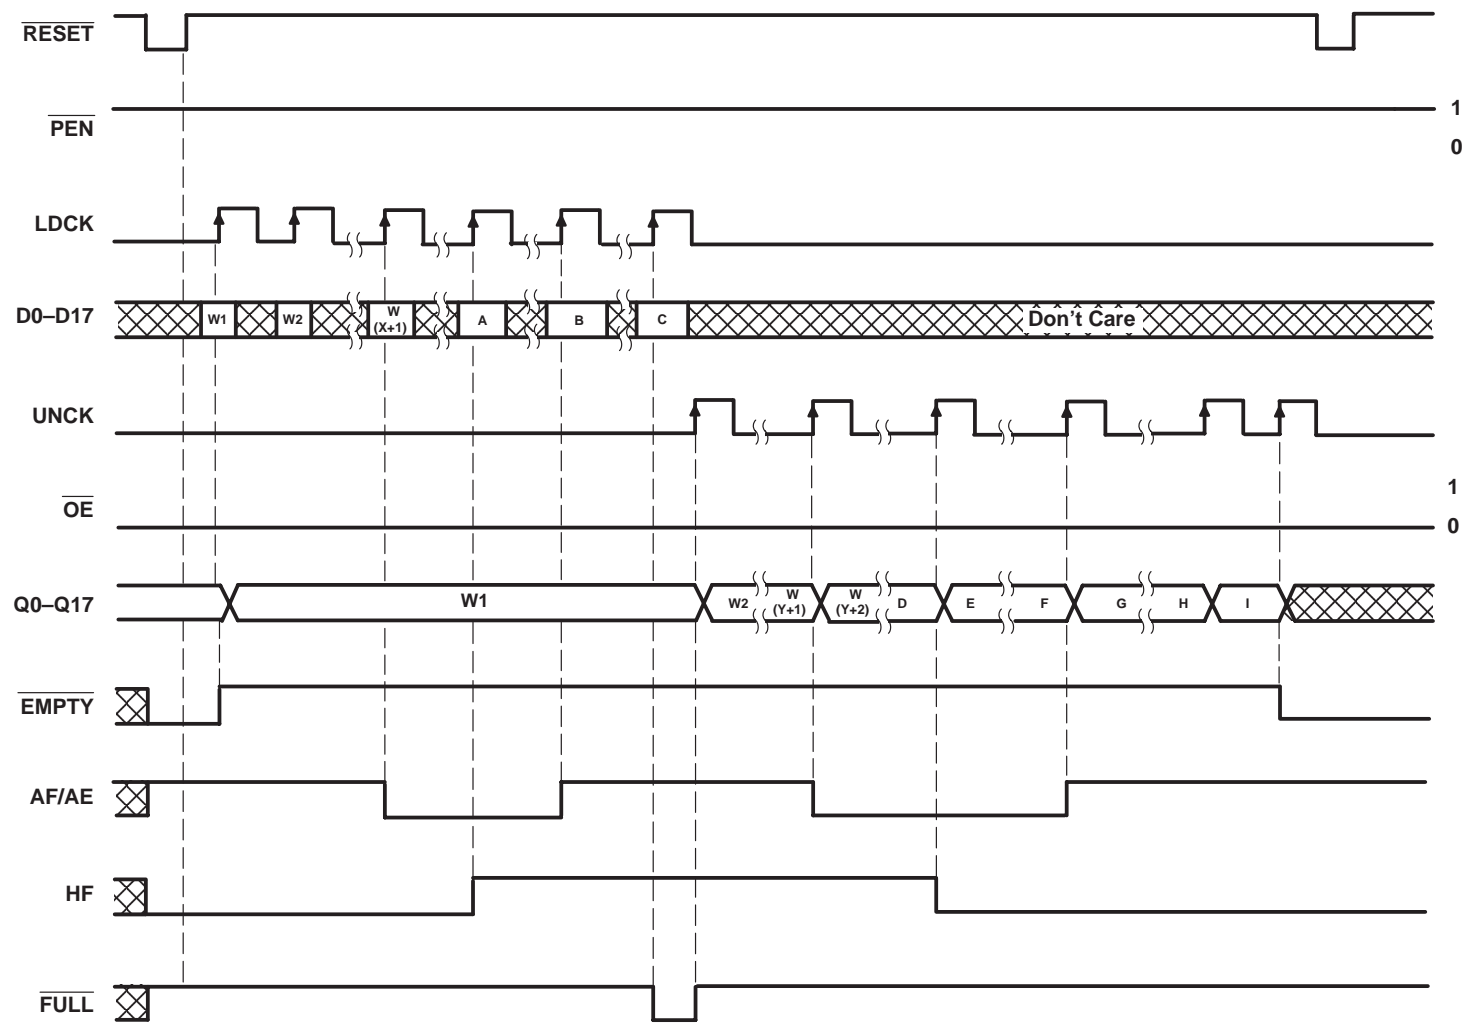 RESET
PEN
1
0
LDCK
D0–D17
W1
W2
W
(X+1)
A
B
C
Don't Care
UNCK
OE
1
0
Q0–Q17
W1
W2
W
(Y+1)
W
(Y+2)
D
E
F
G
H
I
EMPTY
AF/AE
HF
FULL